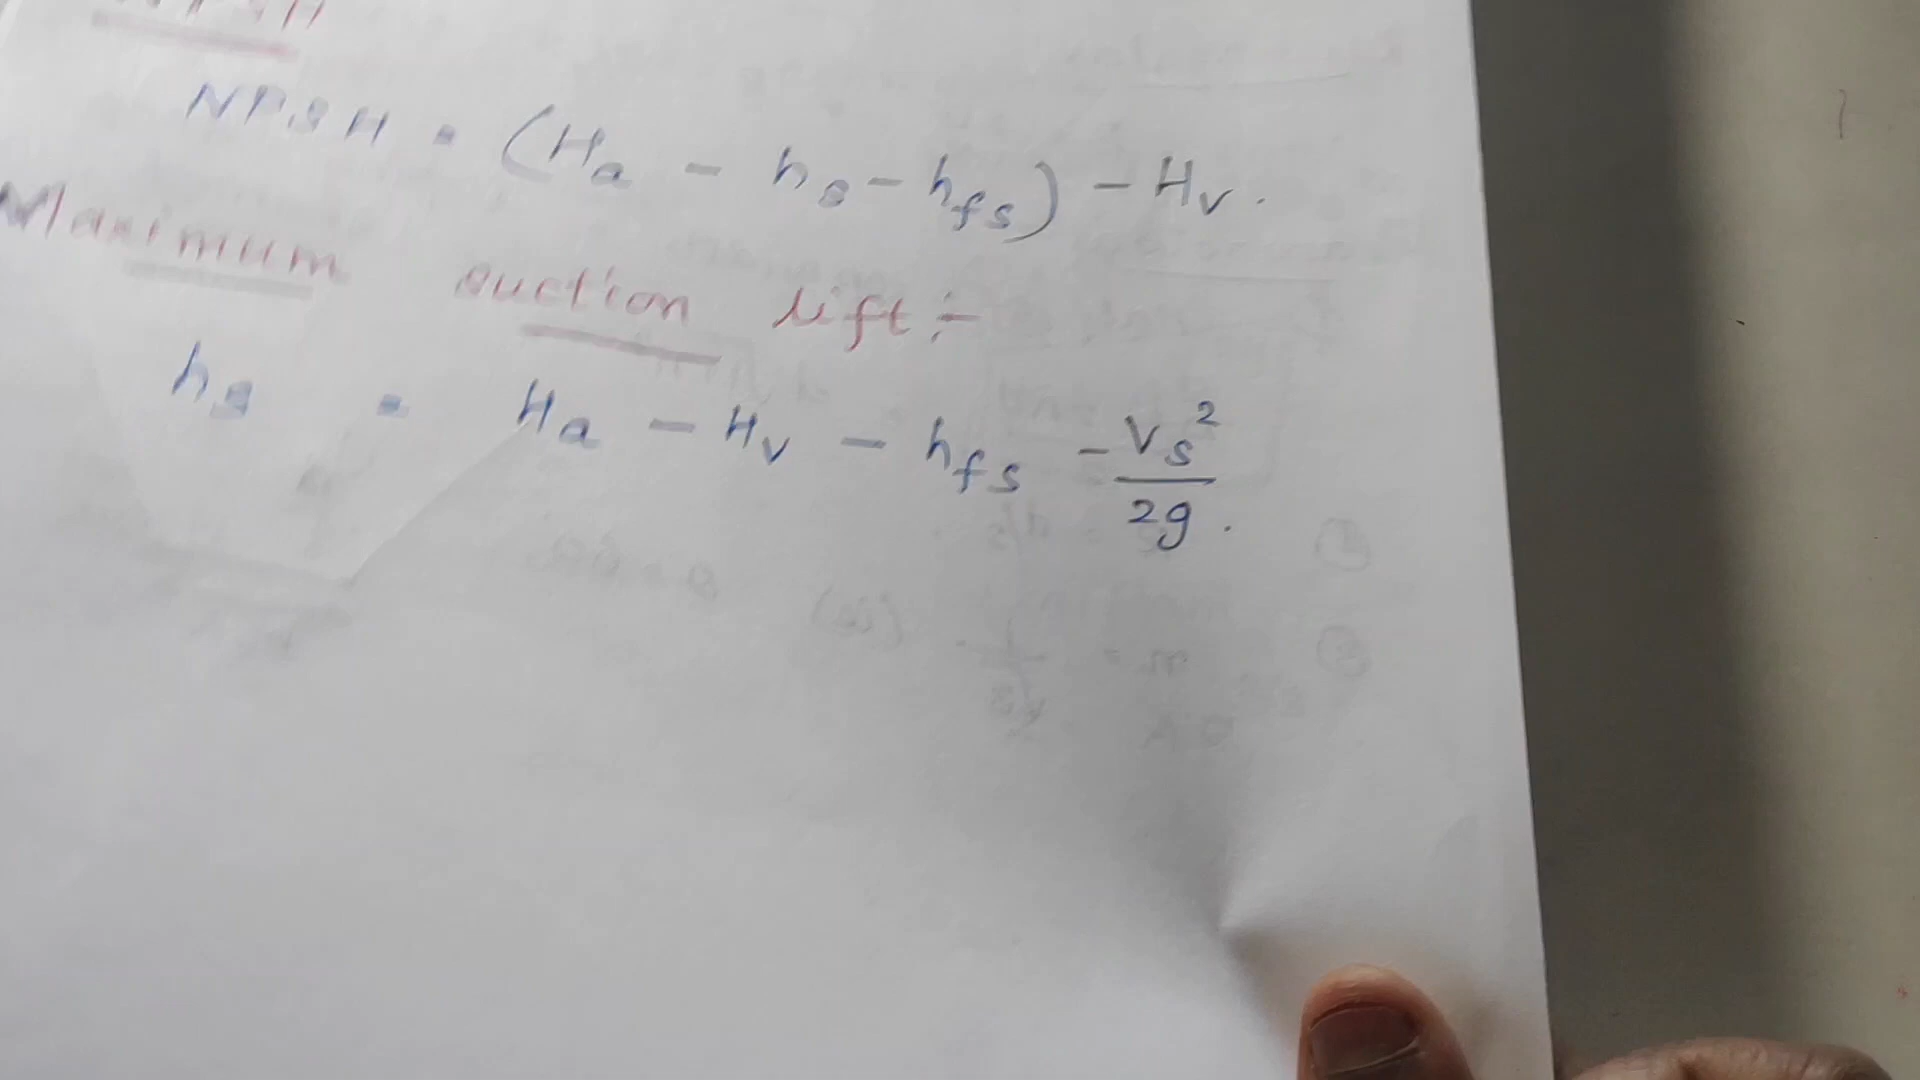 NPSH = (Ha - hs - hfs) - Hv.
Maximum suction lift :-
hs = Ha - Hv - hfs - Vs²/2g.